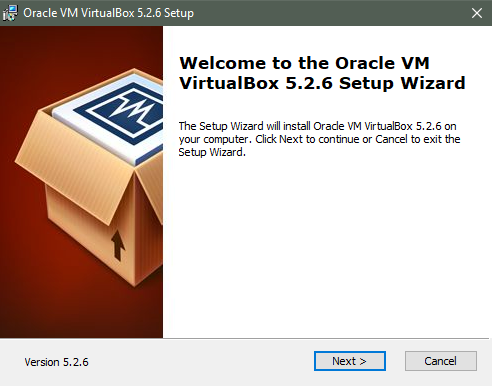 Oracle VM VirtualBox 5.2.6 Setup
Welcome to the Oracle VM
VirtualBox 5.2.6 Setup Wizard
The Setup Wizard will install Oracle VM VirtualBox 5.2.6 on
your computer. Click Next to continue or Cancel to exit the
Setup Wizard.
Version 5.2.6
Next >
Cancel